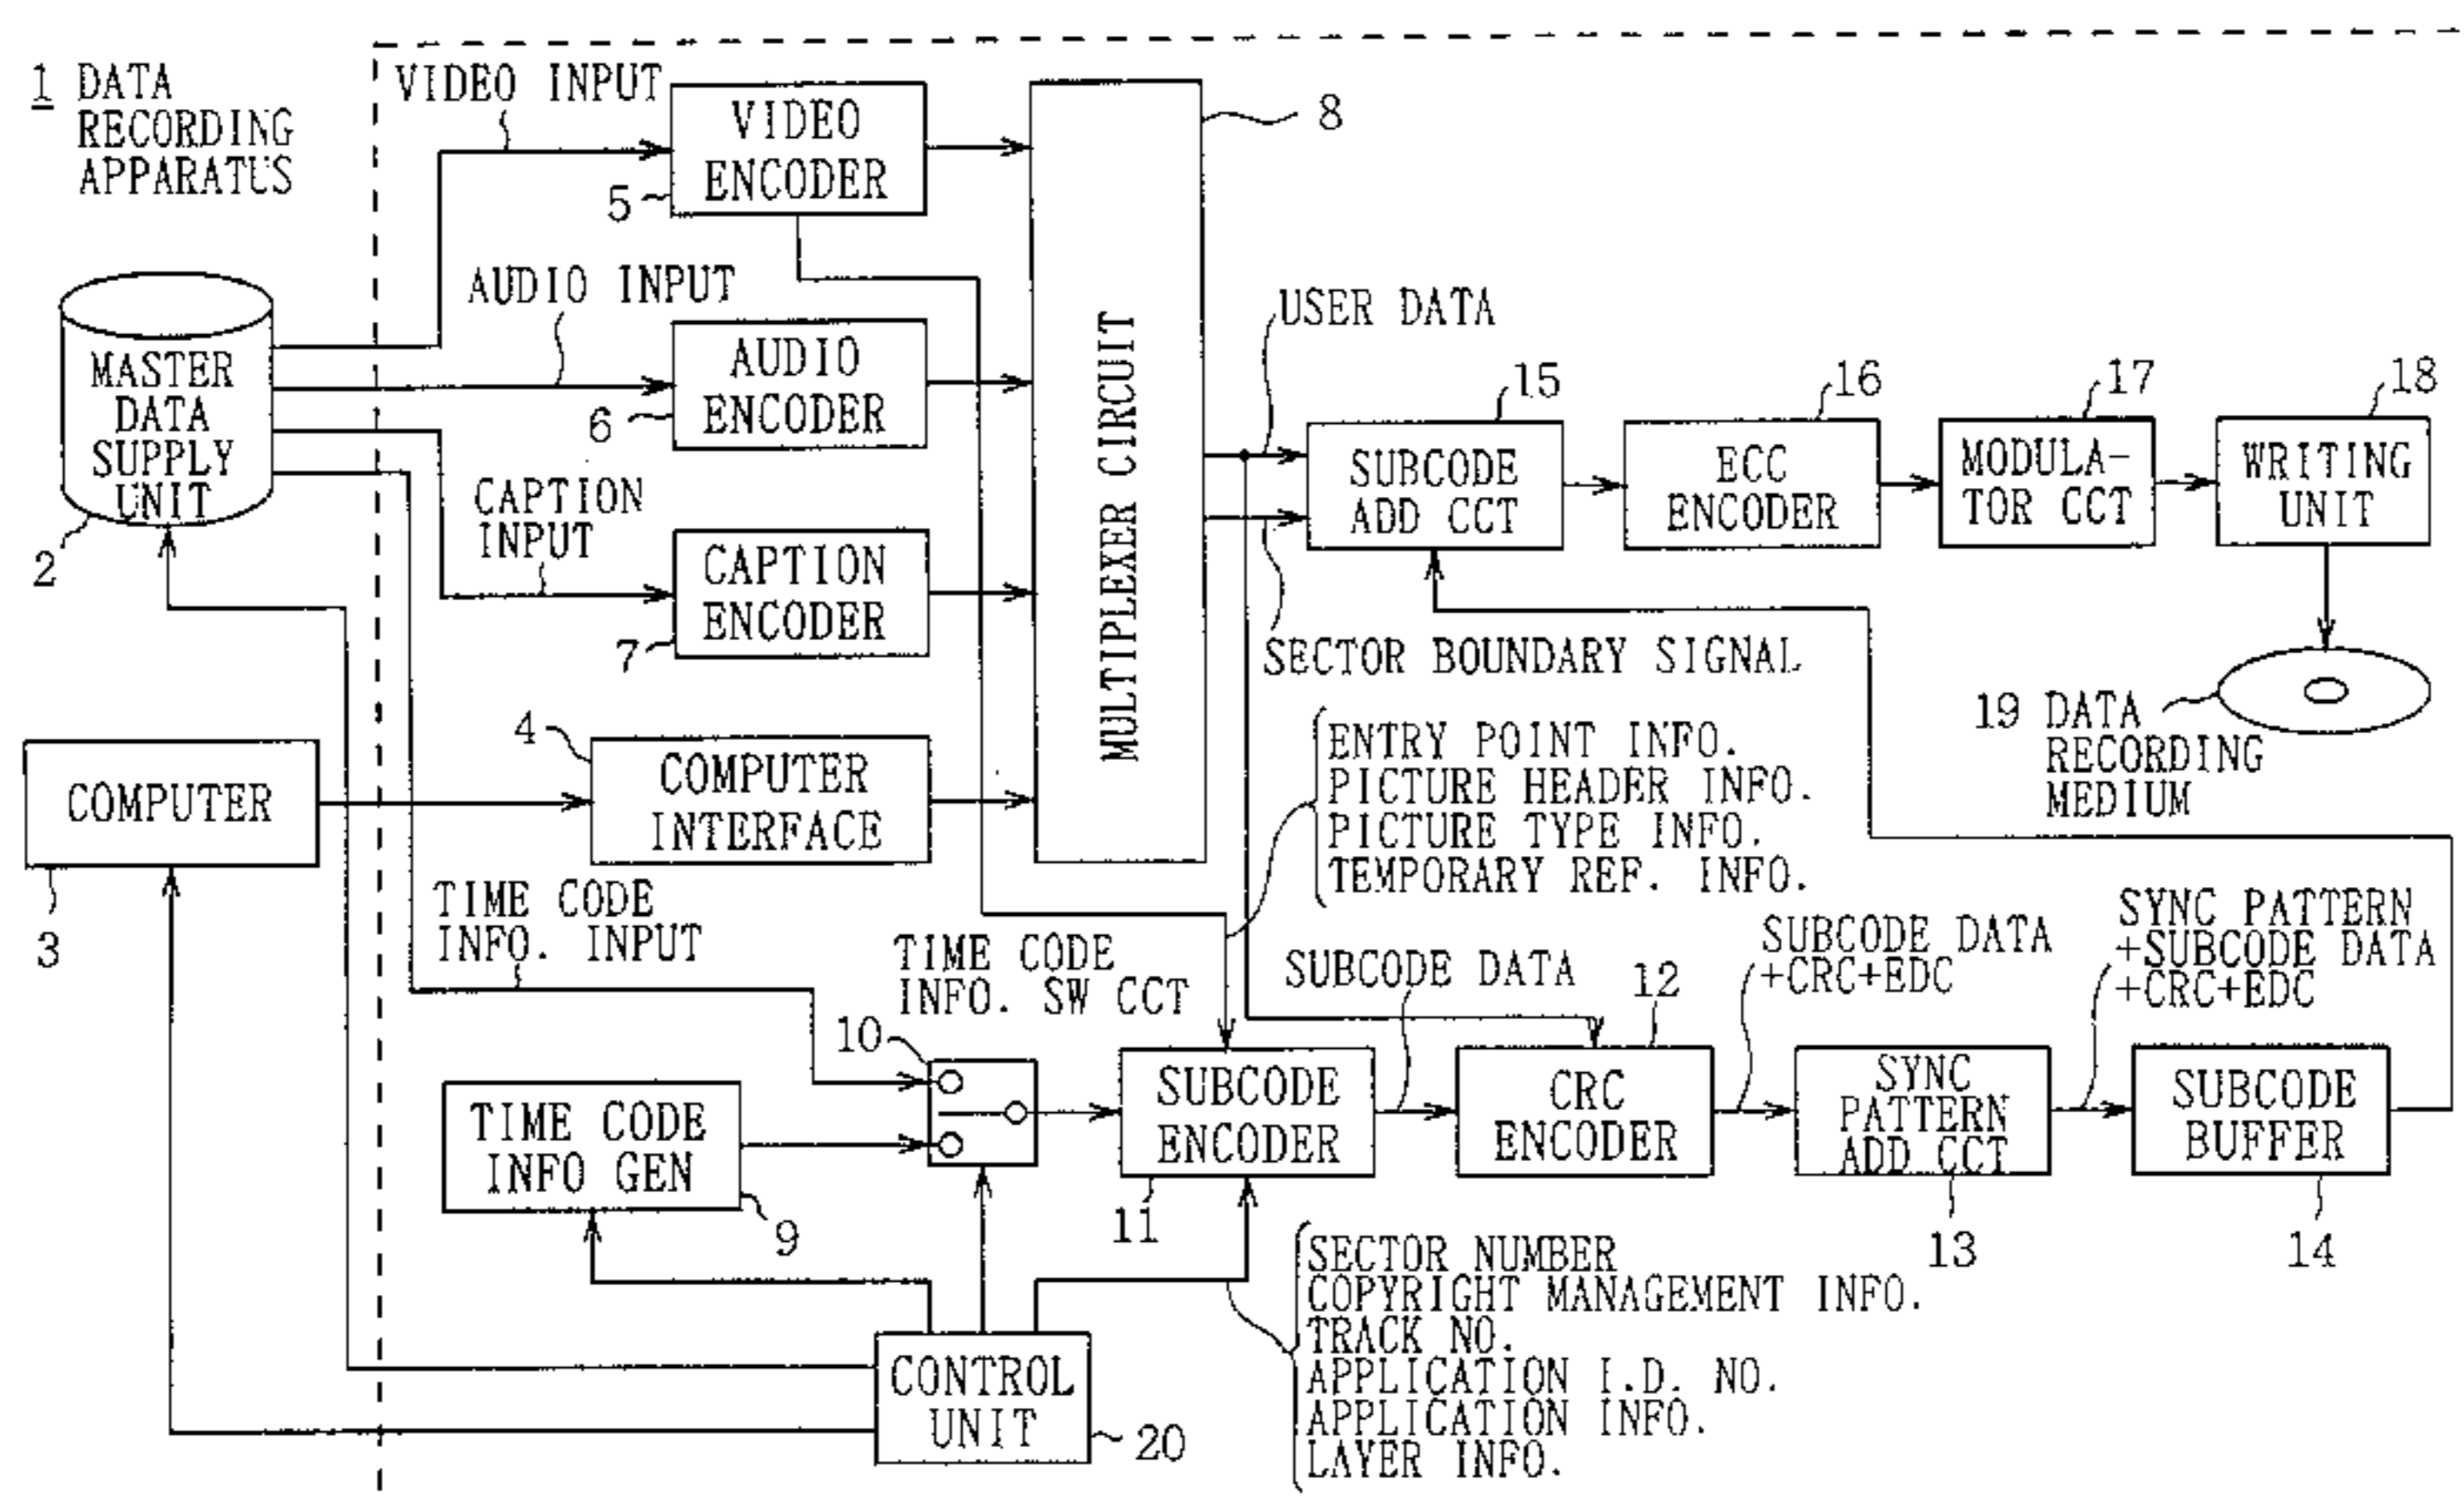 1 DATA
RECORDING
APPARATUS
VIDEO INPUT
VIDEO
ENCODER
5
8
AUDIO INPUT
AUDIO
ENCODER
6
MASTER
DATA
SUPPLY
UNIT
2
CAPTION
INPUT
CAPTION
ENCODER
7
MULTIPLEXER CIRCUIT
USER DATA
SECTOR BOUNDARY SIGNAL
15
SUBCODE
ADD CCT
16
ECC
ENCODER
17
MODULA-
TOR CCT
18
WRITING
UNIT
19 DATA
RECORDING
MEDIUM
COMPUTER
3
4
COMPUTER
INTERFACE
ENTRY POINT INFO.
PICTURE HEADER INFO.
PICTURE TYPE INFO.
TEMPORARY REF. INFO.
TIME CODE
INFO. INPUT
TIME CODE
INFO. SW CCT
10
TIME CODE
INFO GEN
9
SUBCODE
ENCODER
11
SUBCODE DATA
12
CRC
ENCODER
SUBCODE DATA
+CRC+EDC
SYNC
PATTERN
ADD CCT
13
SYNC PATTERN
+SUBCODE DATA
+CRC+EDC
SUBCODE
BUFFER
14
CONTROL
UNIT
20
SECTOR NUMBER
COPYRIGHT MANAGEMENT INFO.
TRACK NO.
APPLICATION I.D. NO.
APPLICATION INFO.
LAYER INFO.